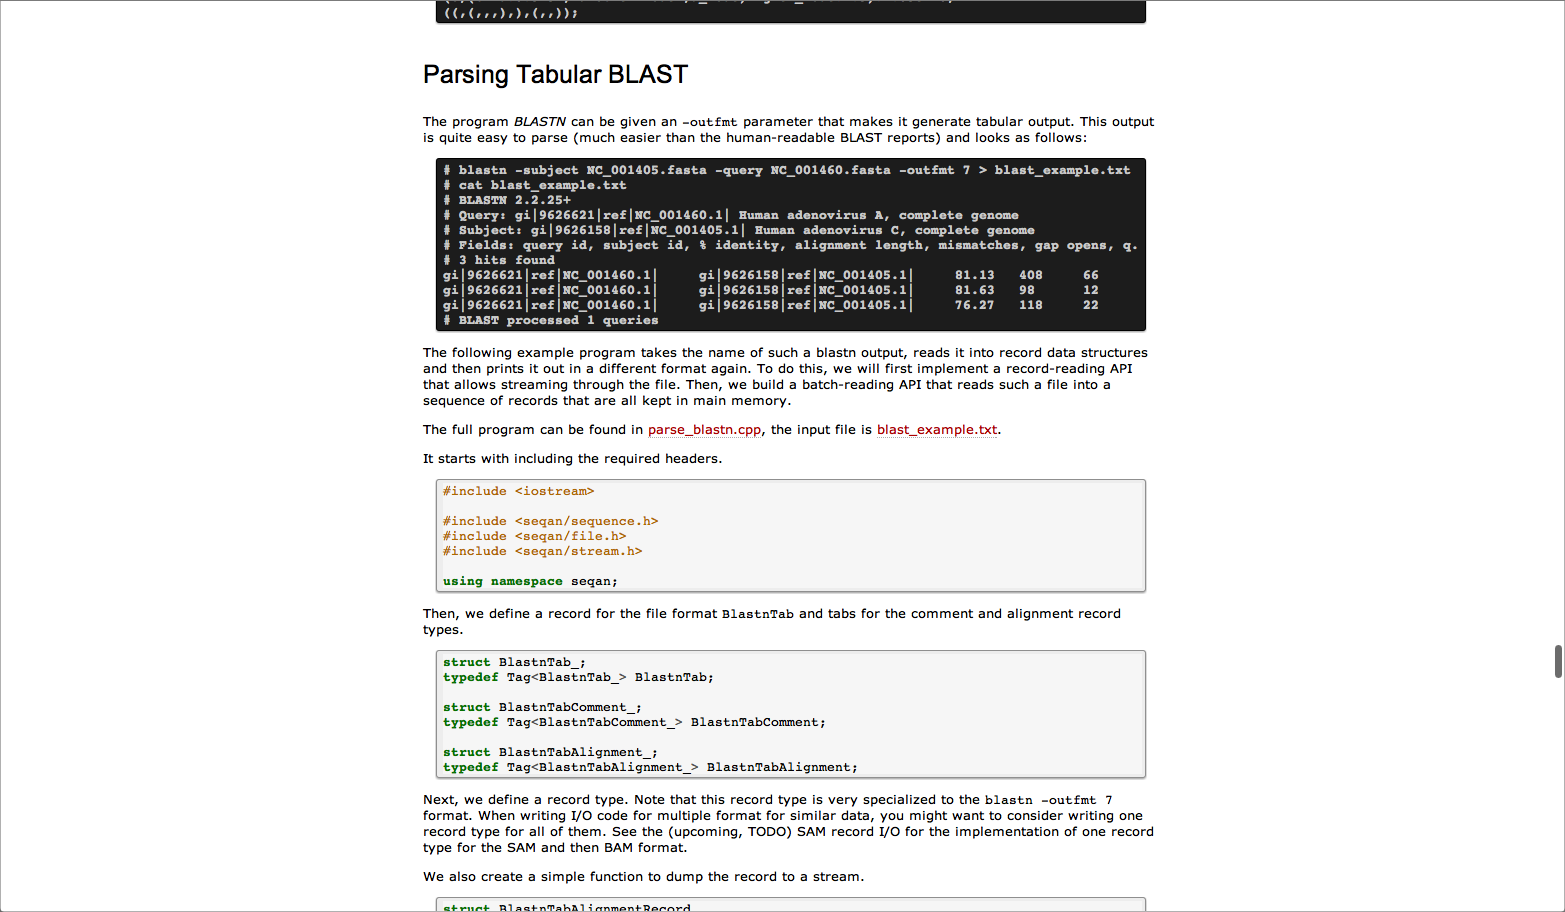 ((,(,,,),),(,,));
Parsing Tabular BLAST
The program BLASTN can be given an -outfmt parameter that makes it generate tabular output. This output
is quite easy to parse (much easier than the human-readable BLAST reports) and looks as follows:
# blastn -subject NC_001405.fasta -query NC_001460.fasta -outfmt 7 > blast_example.txt
# cat blast_example.txt
# BLASTN 2.2.25+
# Query: gi|9626621|ref|NC_001460.1| Human adenovirus A, complete genome
# Subject: gi|9626158|ref|NC_001405.1| Human adenovirus C, complete genome
# Fields: query id, subject id, % identity, alignment length, mismatches, gap opens, q.
# 3 hits found
gi|9626621|ref|NC_001460.1|     gi|9626158|ref|NC_001405.1|     81.13   408     66
gi|9626621|ref|NC_001460.1|     gi|9626158|ref|NC_001405.1|     81.63   98      12
gi|9626621|ref|NC_001460.1|     gi|9626158|ref|NC_001405.1|     76.27   118     22
# BLAST processed 1 queries
The following example program takes the name of such a blastn output, reads it into record data structures
and then prints it out in a different format again. To do this, we will first implement a record-reading API
that allows streaming through the file. Then, we build a batch-reading API that reads such a file into a
sequence of records that are all kept in main memory.
The full program can be found in parse_blastn.cpp, the input file is blast_example.txt.
It starts with including the required headers.
#include <iostream>
#include <seqan/sequence.h>
#include <seqan/file.h>
#include <seqan/stream.h>
using namespace seqan;
Then, we define a record for the file format BlastnTab and tabs for the comment and alignment record
types.
struct BlastnTab_;
typedef Tag<BlastnTab_> BlastnTab;
struct BlastnTabComment_;
typedef Tag<BlastnTabComment_> BlastnTabComment;
struct BlastnTabAlignment_;
typedef Tag<BlastnTabAlignment_> BlastnTabAlignment;
Next, we define a record type. Note that this record type is very specialized to the blastn -outfmt 7
format. When writing I/O code for multiple format for similar data, you might want to consider writing one
record type for all of them. See the (upcoming, TODO) SAM record I/O for the implementation of one record
type for the SAM and then BAM format.
We also create a simple function to dump the record to a stream.
struct BlastnTabAlignmentRecord